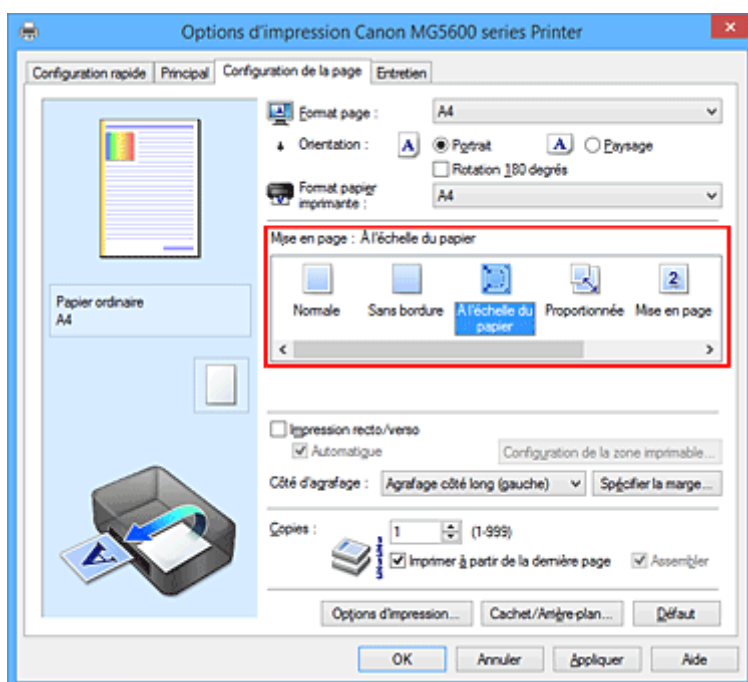 Options d'impression Canon MG5600 series Printer
Configuration rapide Principal Configuration de la page Entretien
Format page : A4
Orientation : A Portrait A Paysage
Rotation 180 degrés
Format papier imprimante : A4
Mise en page : À l'échelle du papier
Normale Sans bordure À l'échelle du papier Proportionnée 2 Mise en page
Papier ordinaire
A4
Impression recto/verso
Automatique Configuration de la zone imprimable...
Côté d'agrafage : Agrafage côté long (gauche) Spécifier la marge...
Copies : 1 (1-999)
Imprimer à partir de la dernière page Assembler
Options d'impression... Cachet/Arrière-plan... Défaut
OK Annuler Appliquer Aide